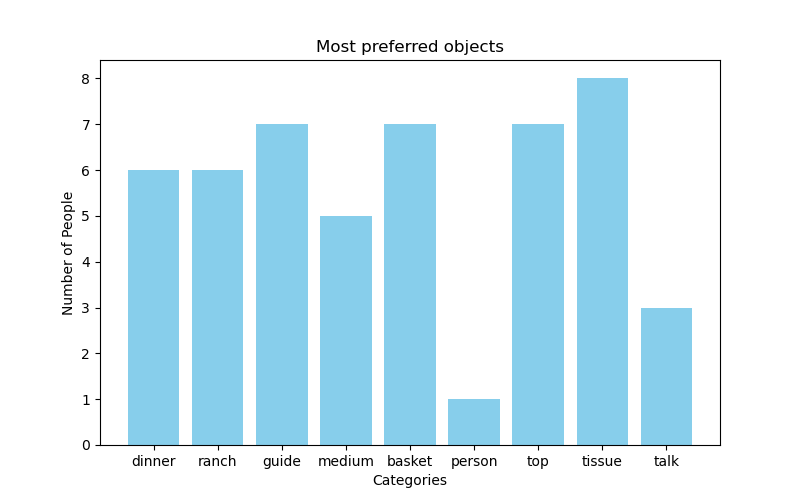 Most preferred objects
Number of People
8
7
6
5
4
3
2
1
0
dinner ranch guide medium basket person top tissue talk
Categories